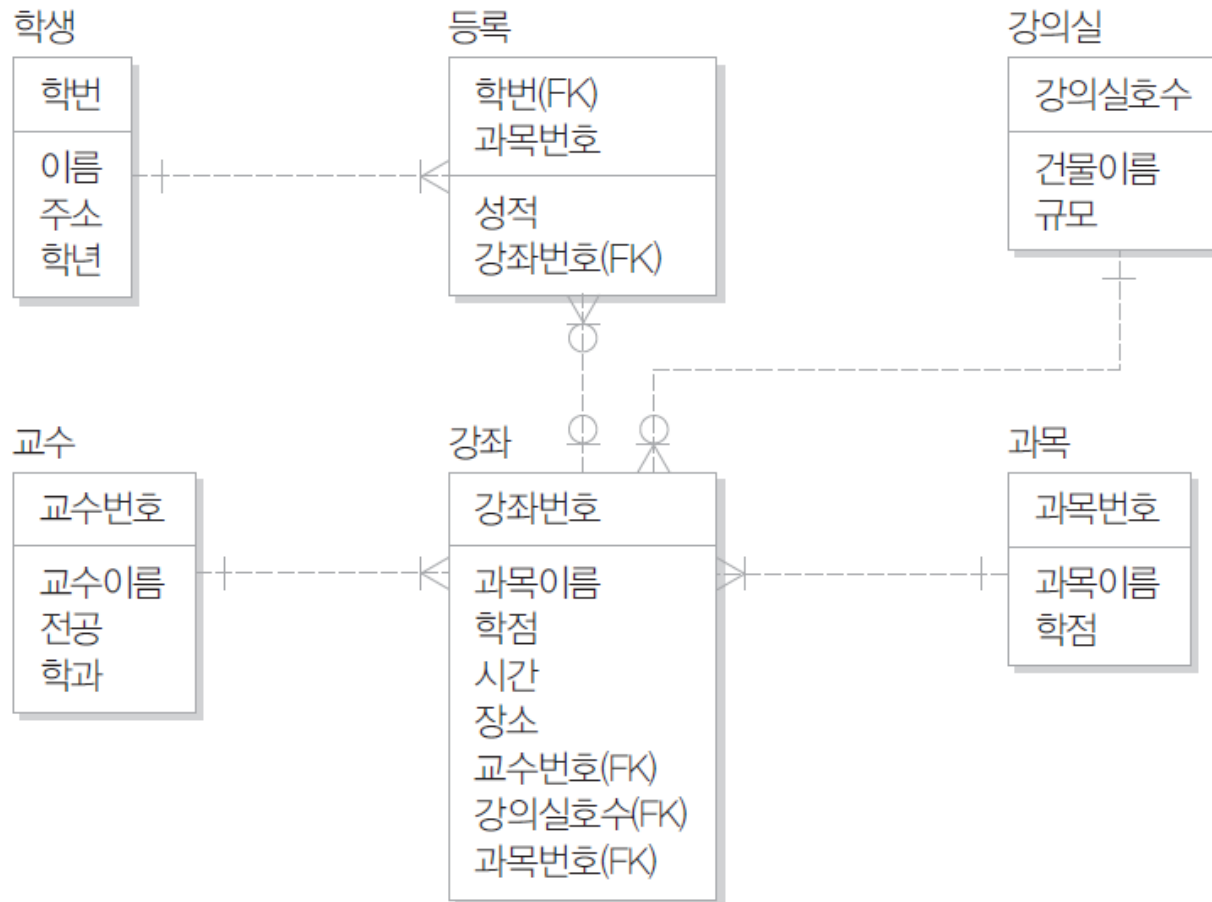 학생
학번
이름
주소
학년
등록
학번(FK)
과목번호
성적
강좌번호(FK)
강의실
강의실호수
건물이름
규모
교수
교수번호
교수이름
전공
학과
강좌
강좌번호
과목이름
학점
시간
장소
교수번호(FK)
강의실호수(FK)
과목번호(FK)
과목
과목번호
과목이름
학점